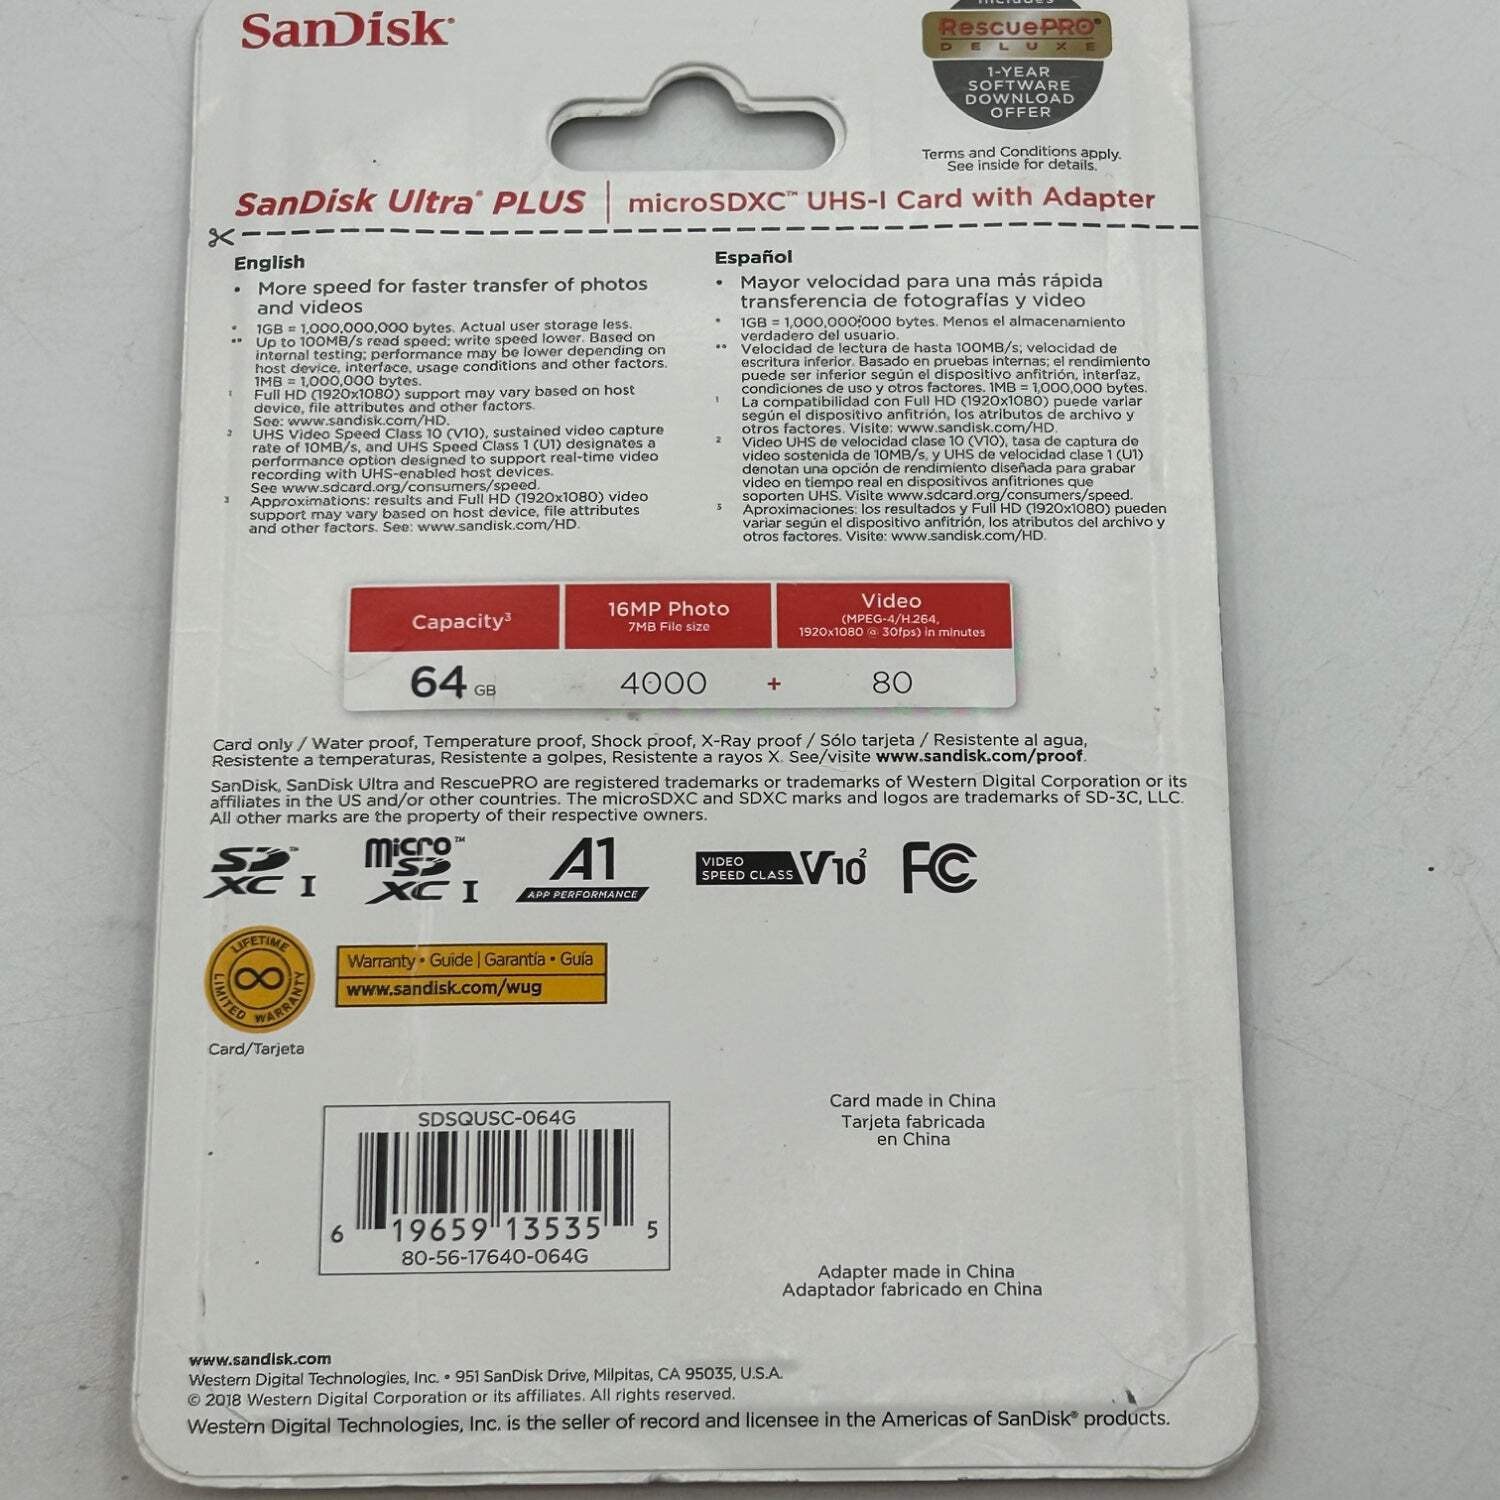 SanDisk®
Includes
RescuePRO®
DELUXE
1-YEAR
SOFTWARE
DOWNLOAD
OFFER
Terms and Conditions apply.
See inside for details.
SanDisk Ultra® PLUS | microSDXC™ UHS-I Card with Adapter
English
• More speed for faster transfer of photos
and videos
* 1GB = 1,000,000,000 bytes. Actual user storage less.
** Up to 100MB/s read speed; write speed lower. Based on
internal testing; performance may be lower depending on
host device, interface, usage conditions and other factors.
1MB = 1,000,000 bytes.
1 Full HD (1920x1080) support may vary based on host
device, file attributes and other factors.
See: www.sandisk.com/HD.
2 UHS Video Speed Class 10 (V10), sustained video capture
rate of 10MB/s, and UHS Speed Class 1 (U1) designates a
performance option designed to support real-time video
recording with UHS-enabled host devices.
See www.sdcard.org/consumers/speed.
3 Approximations: results and Full HD (1920x1080) video
support may vary based on host device, file attributes
and other factors. See: www.sandisk.com/HD.
Español
• Mayor velocidad para una más rápida
transferencia de fotografías y video
* 1GB = 1,000,000,000 bytes. Menos el almacenamiento
verdadero del usuario.
** Velocidad de lectura de hasta 100MB/s; velocidad de
escritura inferior. Basado en pruebas internas; el rendimiento
puede ser inferior según el dispositivo anfitrión, interfaz,
condiciones de uso y otros factores. 1MB = 1,000,000 bytes.
1 La compatibilidad con Full HD (1920x1080) puede variar
según el dispositivo anfitrión, los atributos de archivo y
otros factores. Visite: www.sandisk.com/HD.
2 Video UHS de velocidad clase 10 (V10), tasa de captura de
video sostenida de 10MB/s, y UHS de velocidad clase 1 (U1)
denotan una opción de rendimiento diseñada para grabar
video en tiempo real en dispositivos anfitriones que
soporten UHS. Visite www.sdcard.org/consumers/speed.
3 Aproximaciones: los resultados y Full HD (1920x1080) pueden
variar según el dispositivo anfitrión, los atributos del archivo y
otros factores. Visite: www.sandisk.com/HD.
Capacity³
16MP Photo
7MB File size
Video
(MPEG-4/H.264,
1920x1080 @ 30fps) in minutes
64 GB 4000 + 80
Card only / Water proof, Temperature proof, Shock proof, X-Ray proof / Sólo tarjeta / Resistente al agua,
Resistente a temperaturas, Resistente a golpes, Resistente a rayos X. See/visite www.sandisk.com/proof.
SanDisk, SanDisk Ultra and RescuePRO are registered trademarks or trademarks of Western Digital Corporation or its
affiliates in the US and/or other countries. The microSDXC and SDXC marks and logos are trademarks of SD-3C, LLC.
All other marks are the property of their respective owners.
SD™
XC I
micro™
SD
XC I
A1
APP PERFORMANCE
VIDEO
SPEED CLASS
V10²
FC
LIFETIME
LIMITED WARRANTY
Warranty • Guide | Garantía • Guía
www.sandisk.com/wug
Card/Tarjeta
SDSQUSC-064G
6 19659 13535 5
80-56-17640-064G
Card made in China
Tarjeta fabricada
en China
Adapter made in China
Adaptador fabricado en China
www.sandisk.com
Western Digital Technologies, Inc. • 951 SanDisk Drive, Milpitas, CA 95035, U.S.A.
© 2018 Western Digital Corporation or its affiliates. All rights reserved.
Western Digital Technologies, Inc. is the seller of record and licensee in the Americas of SanDisk® products.